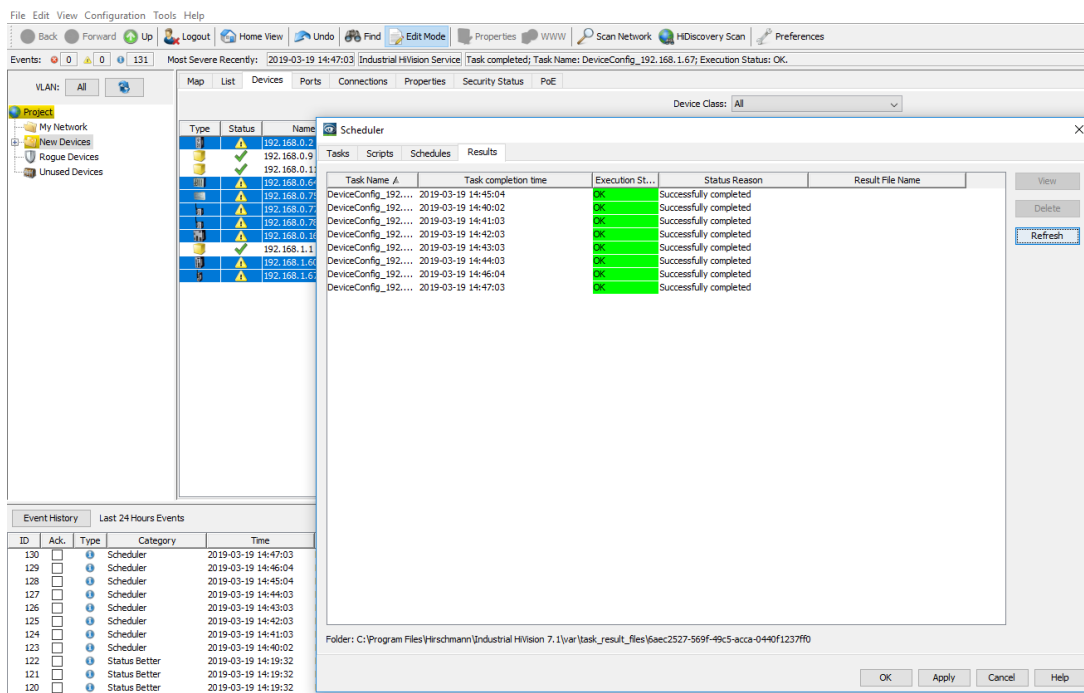 File Edit View Configuration Tools Help
Back Forward Up Logout Home View Undo Find Edit Mode Properties WWW Scan Network HiDiscovery Scan Preferences
Events: 0 0 131 Most Severe Recently: 2019-03-19 14:47:03 Industrial HiVision Service Task completed; Task Name: DeviceConfig_192.168.1.67; Execution Status: OK.
VLAN: All
Project
My Network
New Devices
Rogue Devices
Unused Devices
Map List Devices Ports Connections Properties Security Status PoE
Device Class: All
Type Status Name
192.168.0.2
192.168.0.9
192.168.0.11
192.168.0.64
192.168.0.75
192.168.0.77
192.168.0.78
192.168.0.16
192.168.1.1
192.168.1.60
192.168.1.67
Scheduler
Tasks Scripts Schedules Results
Task Name Task completion time Execution St... Status Reason Result File Name
DeviceConfig_192.... 2019-03-19 14:45:04 OK Successfully completed
DeviceConfig_192.... 2019-03-19 14:40:02 OK Successfully completed
DeviceConfig_192.... 2019-03-19 14:41:03 OK Successfully completed
DeviceConfig_192.... 2019-03-19 14:42:03 OK Successfully completed
DeviceConfig_192.... 2019-03-19 14:43:03 OK Successfully completed
DeviceConfig_192.... 2019-03-19 14:44:03 OK Successfully completed
DeviceConfig_192.... 2019-03-19 14:46:04 OK Successfully completed
DeviceConfig_192.... 2019-03-19 14:47:03 OK Successfully completed
View
Delete
Refresh
Folder: C:\Program Files\Hirschmann\Industrial HiVision 7.1\var\task_result_files\6aec2527-569f-49c5-acca-0440f1237ff0
OK Apply Cancel Help
Event History Last 24 Hours Events
ID Ack. Type Category Time
130 Scheduler 2019-03-19 14:47:03
129 Scheduler 2019-03-19 14:46:04
128 Scheduler 2019-03-19 14:45:04
127 Scheduler 2019-03-19 14:44:03
126 Scheduler 2019-03-19 14:43:03
125 Scheduler 2019-03-19 14:42:03
124 Scheduler 2019-03-19 14:41:03
123 Scheduler 2019-03-19 14:40:02
122 Status Better 2019-03-19 14:19:32
121 Status Better 2019-03-19 14:19:32
120 Status Better 2019-03-19 14:19:32